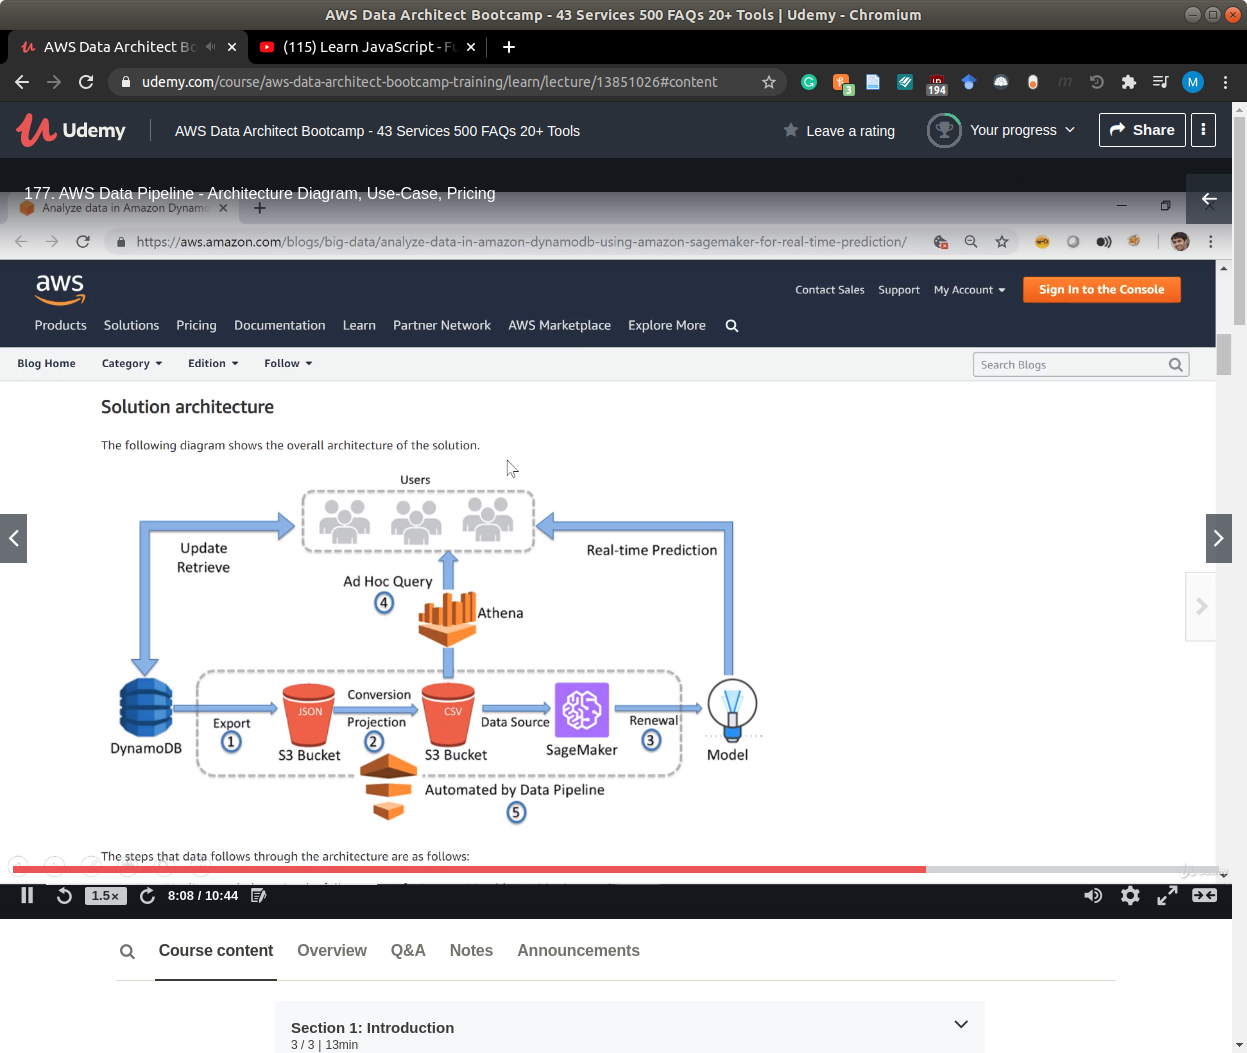 AWS Data Architect Bootcamp - 43 Services 500 FAQs 20+ Tools | Udemy - Chromium
AWS Data Architect Bo
(115) Learn JavaScript - Fu
udemy.com/course/aws-data-architect-bootcamp-training/learn/lecture/13851026#content
3
194
M
Udemy
AWS Data Architect Bootcamp - 43 Services 500 FAQs 20+ Tools
Leave a rating
Your progress
Share
177. AWS Data Pipeline - Architecture Diagram, Use-Case, Pricing
Analyze data in Amazon Dynamo
https://aws.amazon.com/blogs/big-data/analyze-data-in-amazon-dynamodb-using-amazon-sagemaker-for-real-time-prediction/
aws
Contact Sales Support My Account Sign In to the Console
Products Solutions Pricing Documentation Learn Partner Network AWS Marketplace Explore More
Blog Home Category Edition Follow
Search Blogs
Solution architecture
The following diagram shows the overall architecture of the solution.
Users
Update
Retrieve
Real-time Prediction
Ad Hoc Query
4
Athena
JSON
Conversion
CSV
Export
Projection
Data Source
Renewal
1
2
3
DynamoDB
S3 Bucket
S3 Bucket
SageMaker
Model
Automated by Data Pipeline
5
The steps that data follows through the architecture are as follows:
1.5×
8:08 / 10:44
Course content Overview Q&A Notes Announcements
Section 1: Introduction
3 / 3 | 13min